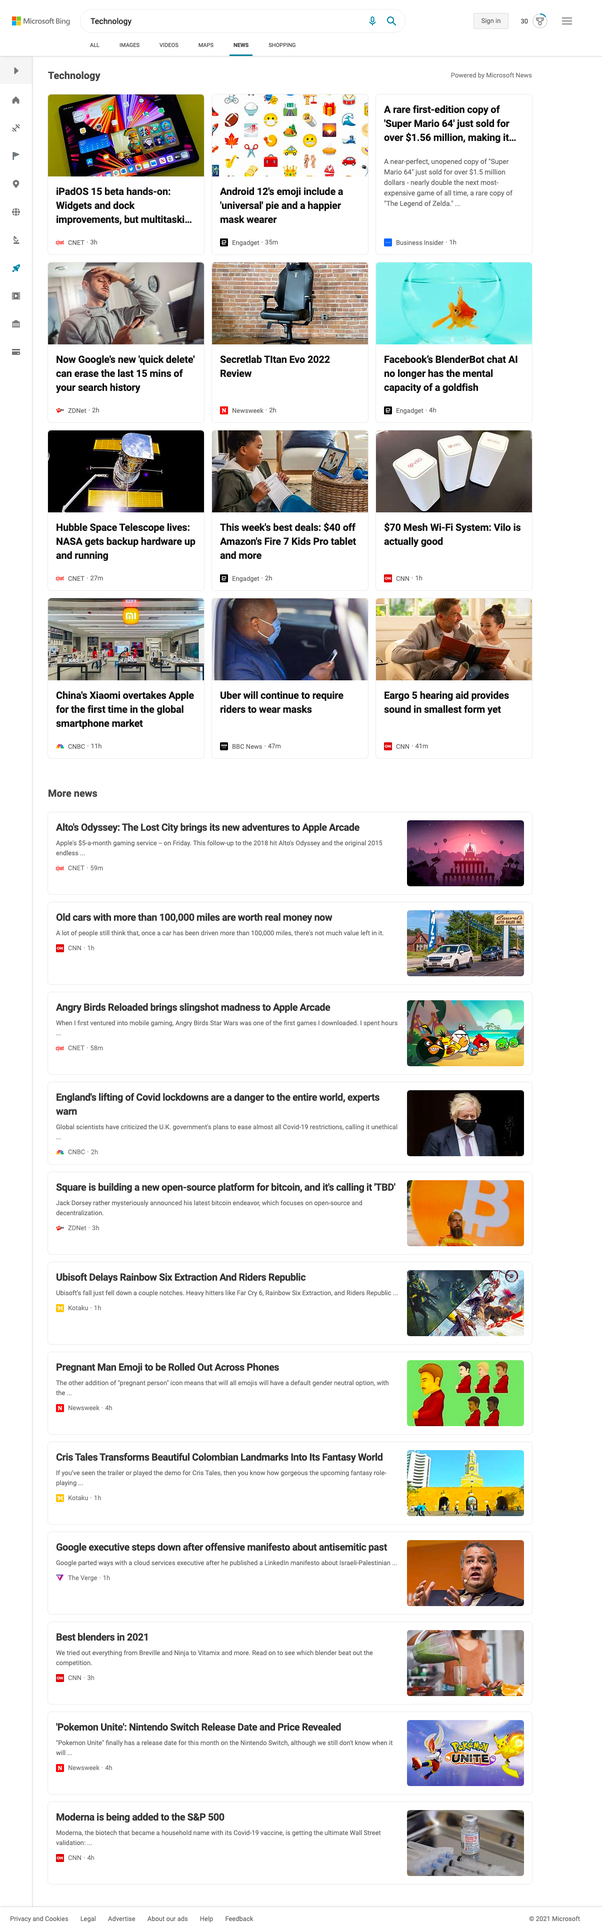 Microsoft Bing
Technology
Sign in
30
ALL
IMAGES
VIDEOS
MAPS
NEWS
SHOPPING
Technology
Powered by Microsoft News
iPadOS 15 beta hands-on:
Widgets and dock
improvements, but multitaski...
CNET · 3h
Android 12's emoji include a
'universal' pie and a happier
mask wearer
Engadget · 35m
A rare first-edition copy of
'Super Mario 64' just sold for
over $1.56 million, making it...
A near-perfect, unopened copy of "Super
Mario 64" just sold for over $1.5 million
dollars - nearly double the next most-
expensive game of all time, a rare copy of
"The Legend of Zelda." ...
Business Insider · 1h
Now Google's new 'quick delete'
can erase the last 15 mins of
your search history
ZDNet · 2h
Secretlab TItan Evo 2022
Review
Newsweek · 2h
Facebook's BlenderBot chat AI
no longer has the mental
capacity of a goldfish
Engadget · 4h
Hubble Space Telescope lives:
NASA gets backup hardware up
and running
CNET · 27m
This week's best deals: $40 off
Amazon's Fire 7 Kids Pro tablet
and more
Engadget · 2h
$70 Mesh Wi-Fi System: Vilo is
actually good
CNN · 1h
China's Xiaomi overtakes Apple
for the first time in the global
smartphone market
CNBC · 11h
Uber will continue to require
riders to wear masks
BBC News · 47m
Eargo 5 hearing aid provides
sound in smallest form yet
CNN · 41m
More news
Alto's Odyssey: The Lost City brings its new adventures to Apple Arcade
Apple's $5-a-month gaming service – on Friday. This follow-up to the 2018 hit Alto's Odyssey and the original 2015
endless ...
CNET · 59m
Old cars with more than 100,000 miles are worth real money now
A lot of people still think that, once a car has been driven more than 100,000 miles, there's not much value left in it.
CNN · 1h
Angry Birds Reloaded brings slingshot madness to Apple Arcade
When I first ventured into mobile gaming, Angry Birds Star Wars was one of the first games I downloaded. I spent hours
...
CNET · 58m
England's lifting of Covid lockdowns are a danger to the entire world, experts
warn
Global scientists have criticized the U.K. government's plans to ease almost all Covid-19 restrictions, calling it unethical
...
CNBC · 2h
Square is building a new open-source platform for bitcoin, and it's calling it 'TBD'
Jack Dorsey rather mysteriously announced his latest bitcoin endeavor, which focuses on open-source and
decentralization.
ZDNet · 3h
Ubisoft Delays Rainbow Six Extraction And Riders Republic
Ubisoft's fall just fell down a couple notches. Heavy hitters like Far Cry 6, Rainbow Six Extraction, and Riders Republic ...
Kotaku · 1h
Pregnant Man Emoji to be Rolled Out Across Phones
The other addition of "pregnant person" icon means that will all emojis will have a default gender neutral option, with
the ...
Newsweek · 4h
Cris Tales Transforms Beautiful Colombian Landmarks Into Its Fantasy World
If you've seen the trailer or played the demo for Cris Tales, then you know how gorgeous the upcoming fantasy role-
playing ...
Kotaku · 1h
Google executive steps down after offensive manifesto about antisemitic past
Google parted ways with a cloud services executive after he published a LinkedIn manifesto about Israeli-Palestinian ...
The Verge · 1h
Best blenders in 2021
We tried out everything from Breville and Ninja to Vitamix and more. Read on to see which blender beat out the
competition.
CNN · 3h
'Pokemon Unite': Nintendo Switch Release Date and Price Revealed
"Pokemon Unite" finally has a release date for this month on the Nintendo Switch, although we still don't know when it
will ...
POKÉMON
UNITE
Newsweek · 4h
Moderna is being added to the S&P 500
Moderna, the biotech that became a household name with its Covid-19 vaccine, is getting the ultimate Wall Street
validation: ...
CNN · 4h
Privacy and Cookies
Legal
Advertise
About our ads
Help
Feedback
© 2021 Microsoft